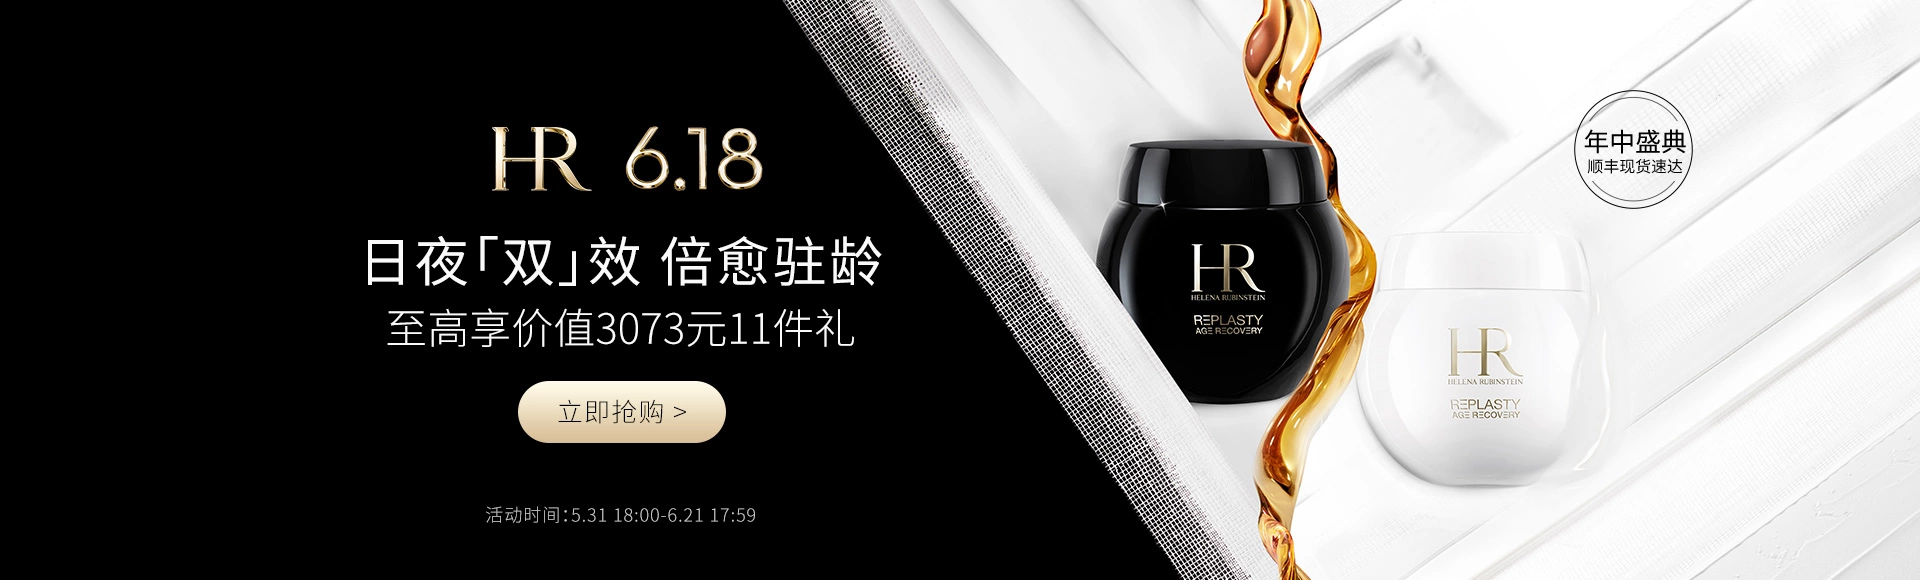 HR 6.18
日夜「双」效 倍愈驻龄
至高享价值3073元11件礼
立即抢购 >
活动时间:5.31 18:00-6.21 17:59
HR
HELENA RUBINSTEIN
REPLASTY
AGE RECOVERY
HR
HELENA RUBINSTEIN
REPLASTY
AGE RECOVERY
年中盛典
顺丰现货速达